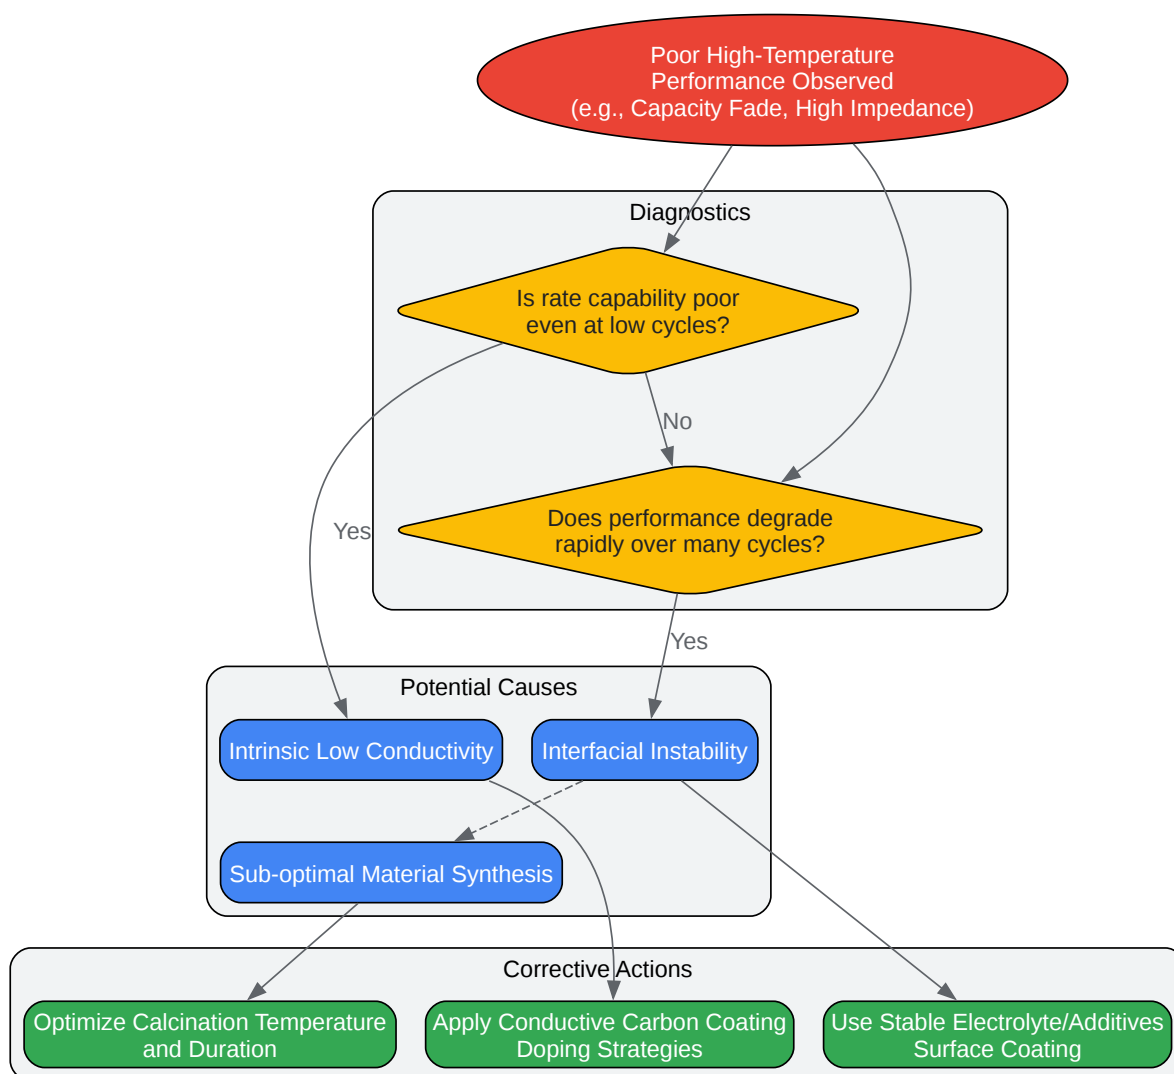 Poor High-Temperature
Performance Observed
(e.g., Capacity Fade, High Impedance)
Diagnostics
Is rate capability poor
even at low cycles?
No
Does performance degrade
rapidly over many cycles?
Yes
Yes
Potential Causes
Intrinsic Low Conductivity
Interfacial Instability
Sub-optimal Material Synthesis
Corrective Actions
Optimize Calcination Temperature
and Duration
Apply Conductive Carbon Coating
Doping Strategies
Use Stable Electrolyte/Additives
Surface Coating